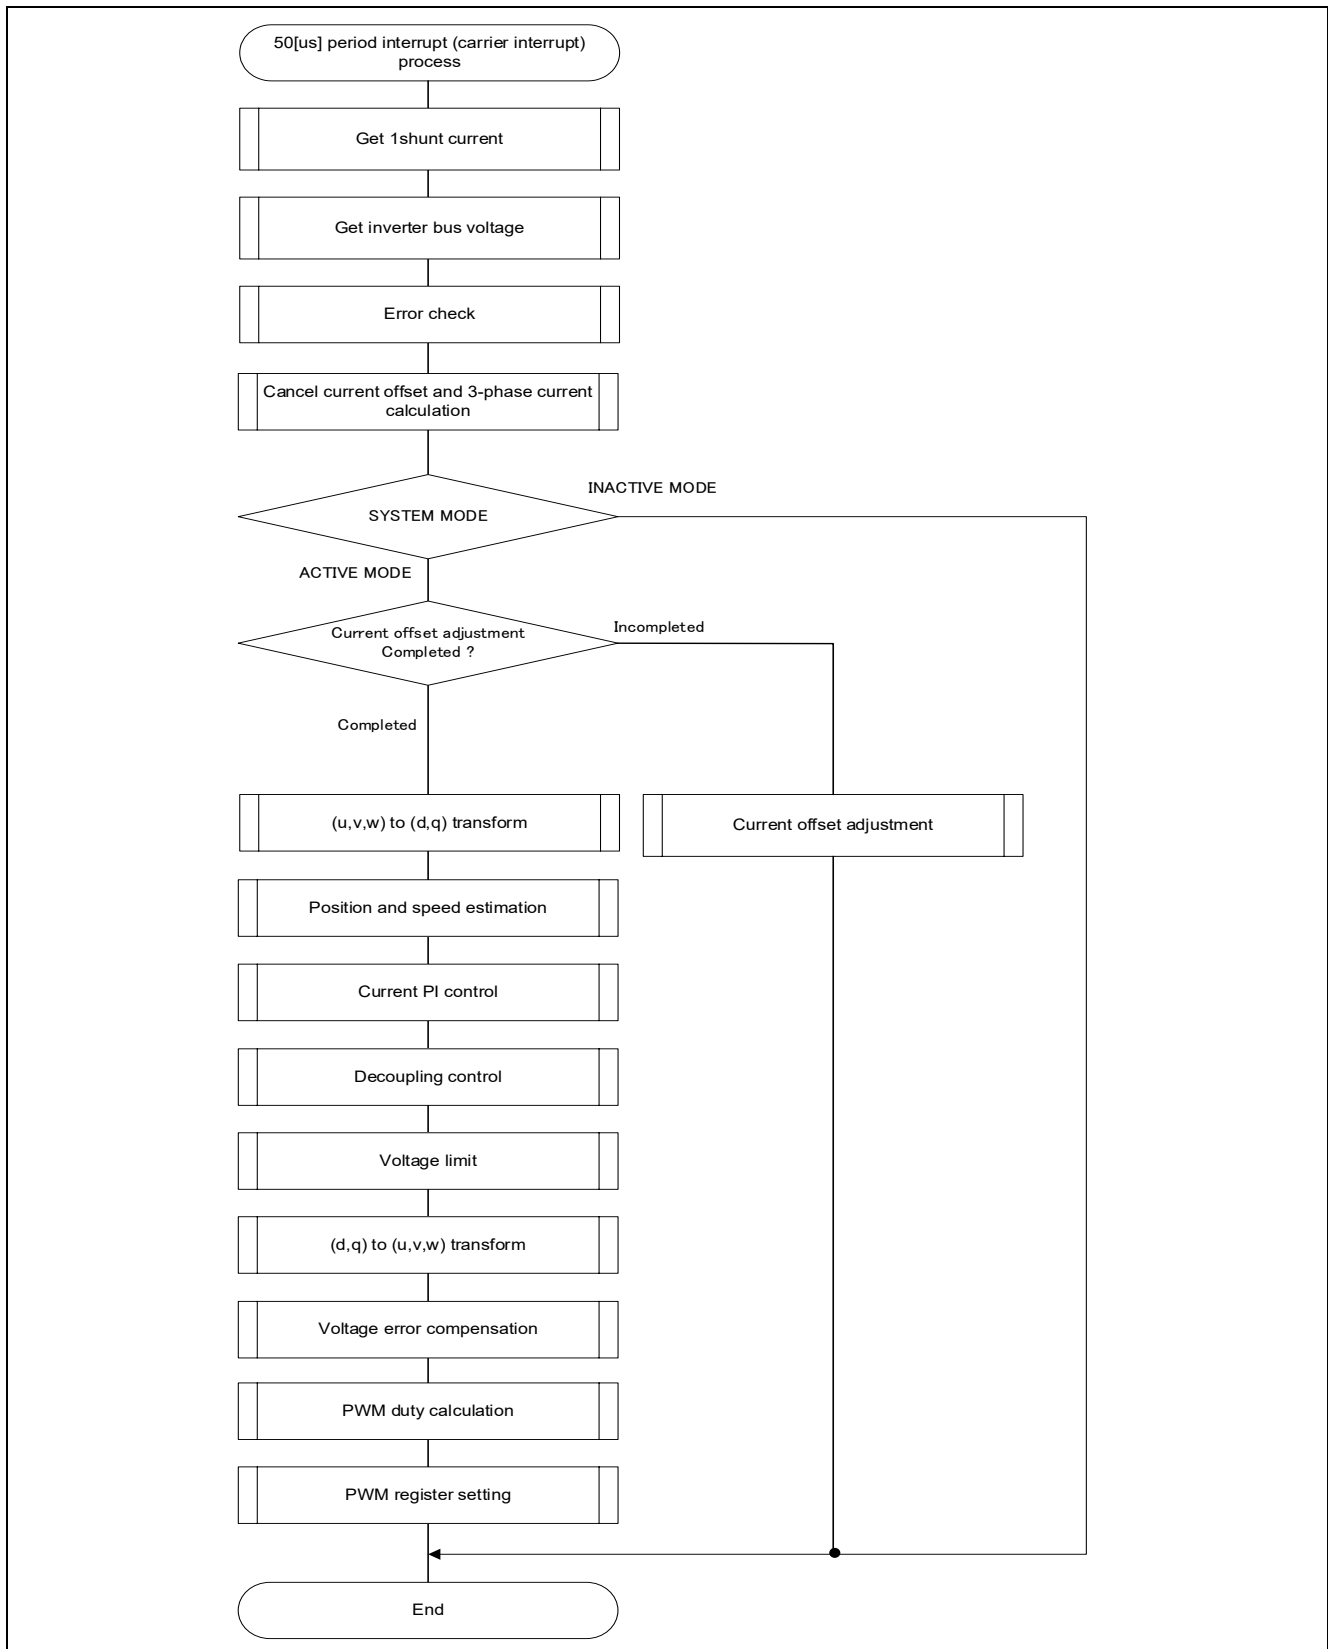 50[us] period interrupt (carrier interrupt)
process
Get 1shunt current
Get inverter bus voltage
Error check
Cancel current offset and 3-phase current
calculation
INACTIVE MODE
SYSTEM MODE
ACTIVE MODE
Current offset adjustment
Completed ?
Incompleted
Completed
(u,v,w) to (d,q) transform
Current offset adjustment
Position and speed estimation
Current PI control
Decoupling control
Voltage limit
(d,q) to (u,v,w) transform
Voltage error compensation
PWM duty calculation
PWM register setting
End